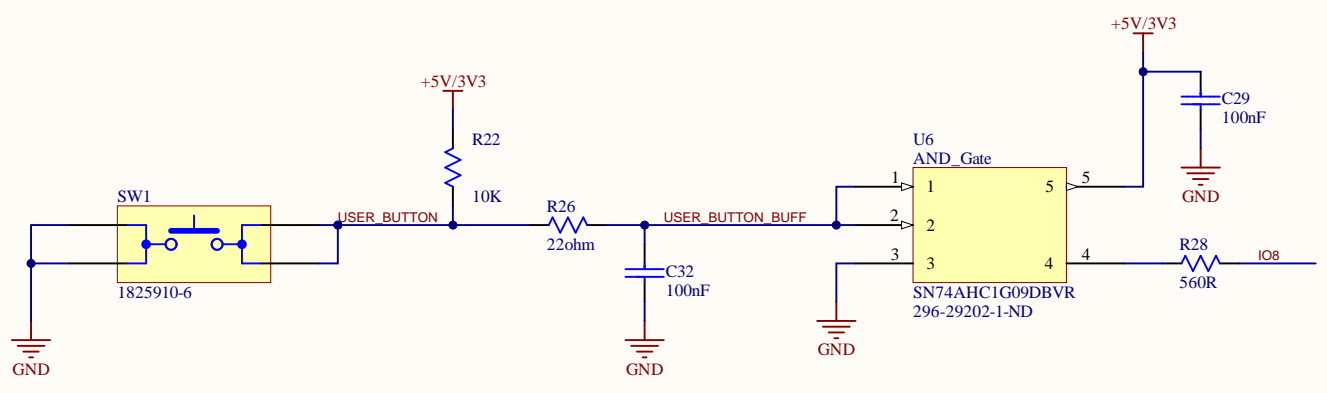 +5V/3V3
+5V/3V3
C29
100nF
GND
R22
10K
SW1
USER_BUTTON
1825910-6
GND
R26
22ohm
USER_BUTTON_BUFF
C32
100nF
GND
U6
AND_Gate
1 1 5 5
2 2
3 3 4 4
SN74AHC1G09DBVR
296-29202-1-ND
GND
R28
560R
IO8